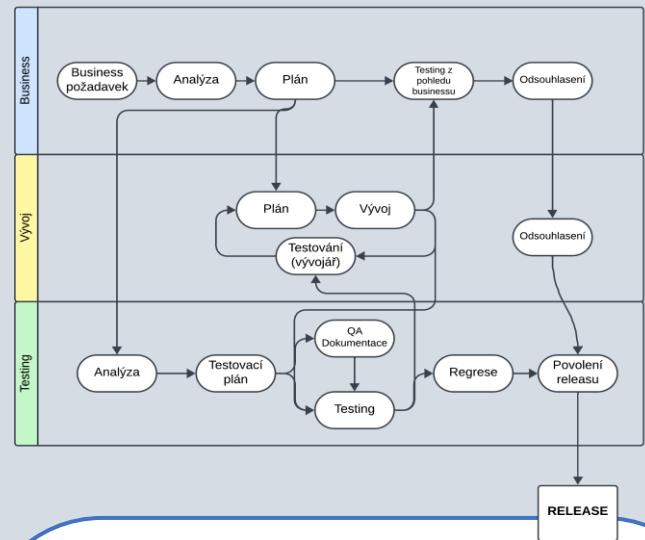 Business
Business
požadavek
Analýza
Plán
Testing z
pohledu
businessu
Odsouhlasení
Vývoj
Plán
Vývoj
Testování
(vývojář)
Odsouhlasení
Testing
Analýza
Testovací
plán
QA
Dokumentace
Testing
Regrese
Povolení
releasu
RELEASE